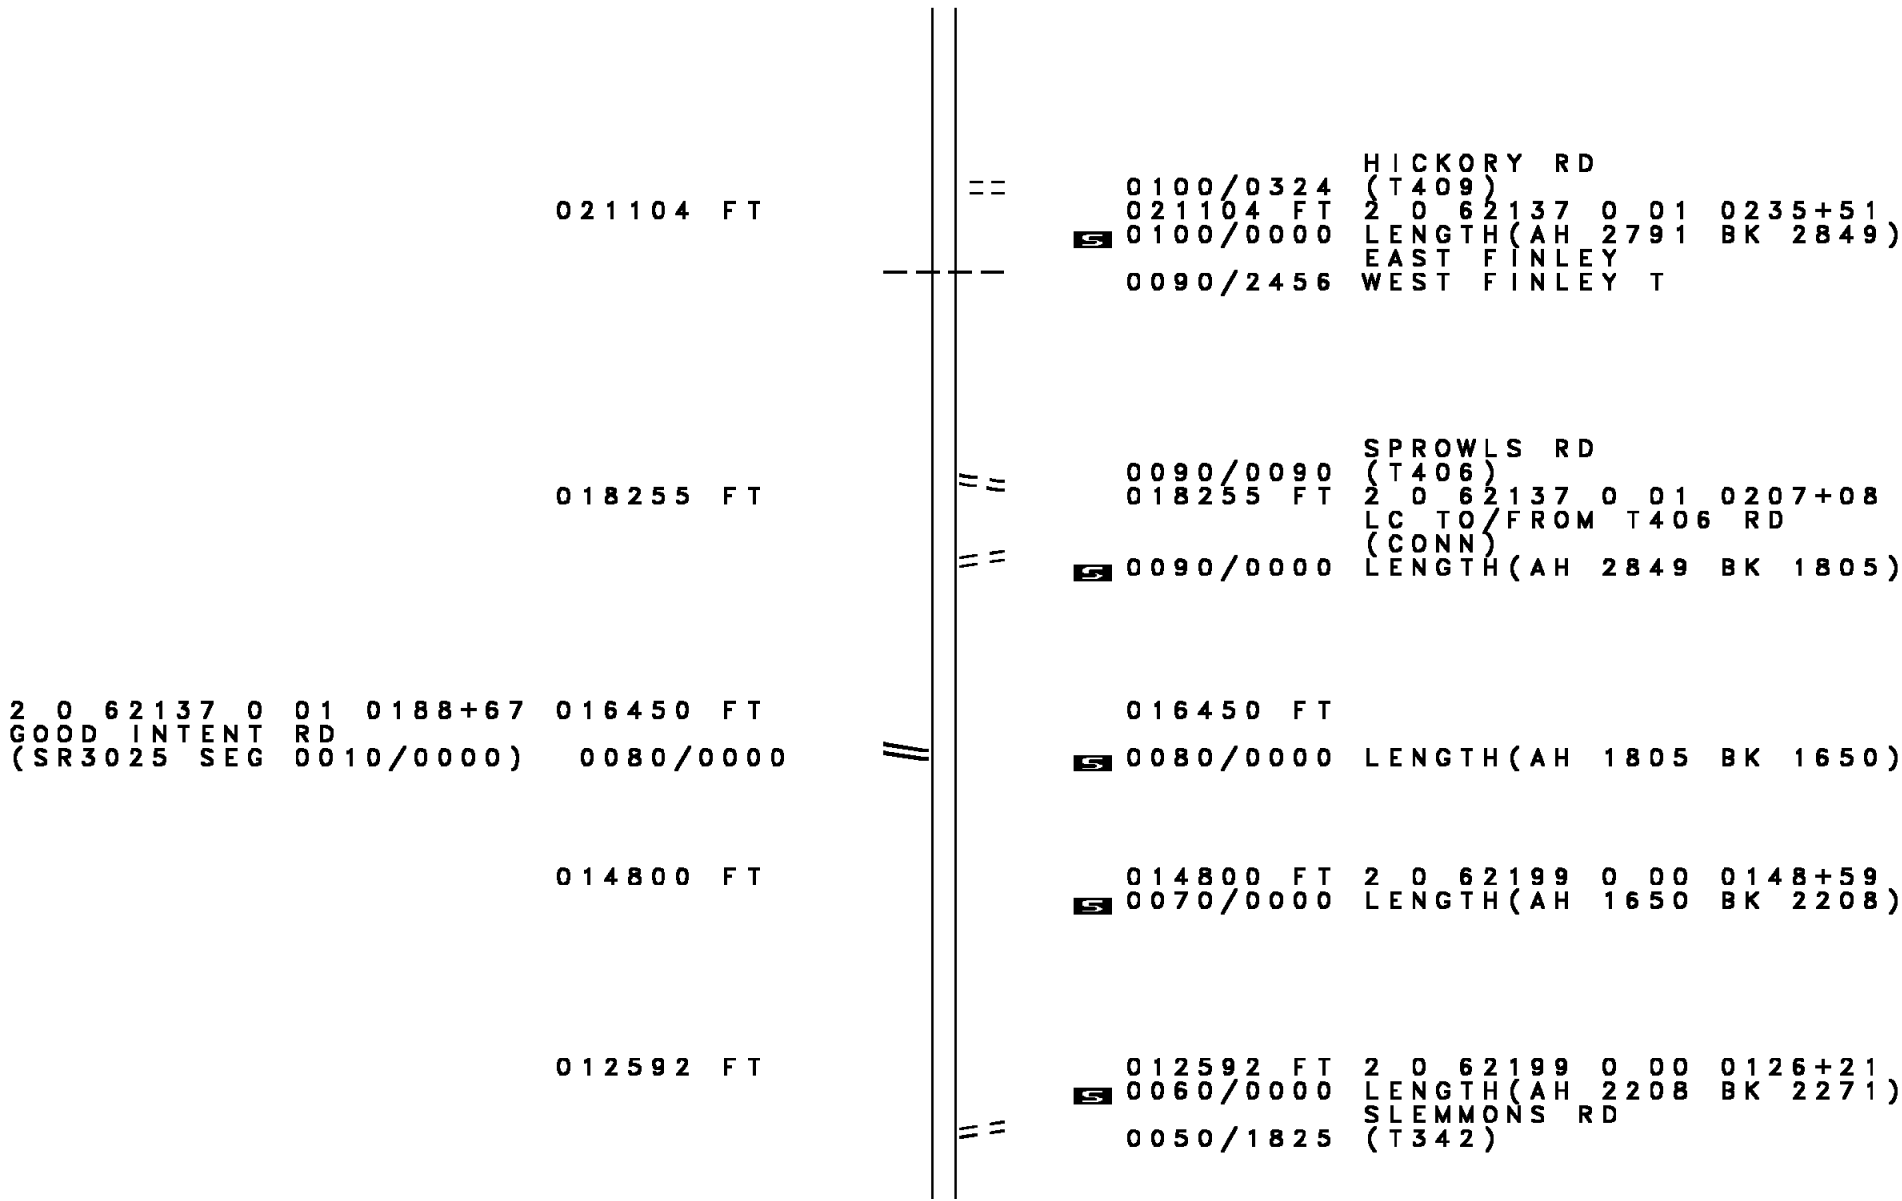 HICKORY RD
0100/0324 (T409)
021104 FT 021104 FT 2 0 62137 0 01 0235+51
S 0100/0000 LENGTH(AH 2791 BK 2849)
EAST FINLEY
0090/2456 WEST FINLEY T
SPROWLS RD
0090/0090 (T406)
018255 FT 018255 FT 2 0 62137 0 01 0207+08
LC TO/FROM T406 RD
(CONN)
S 0090/0000 LENGTH(AH 2849 BK 1805)
2 0 62137 0 01 0188+67 016450 FT 016450 FT
GOOD INTENT RD
(SR3025 SEG 0010/0000) 0080/0000 S 0080/0000 LENGTH(AH 1805 BK 1650)
014800 FT 014800 FT 2 0 62199 0 00 0148+59
S 0070/0000 LENGTH(AH 1650 BK 2208)
012592 FT 012592 FT 2 0 62199 0 00 0126+21
S 0060/0000 LENGTH(AH 2208 BK 2271)
SLEMMONS RD
0050/1825 (T342)